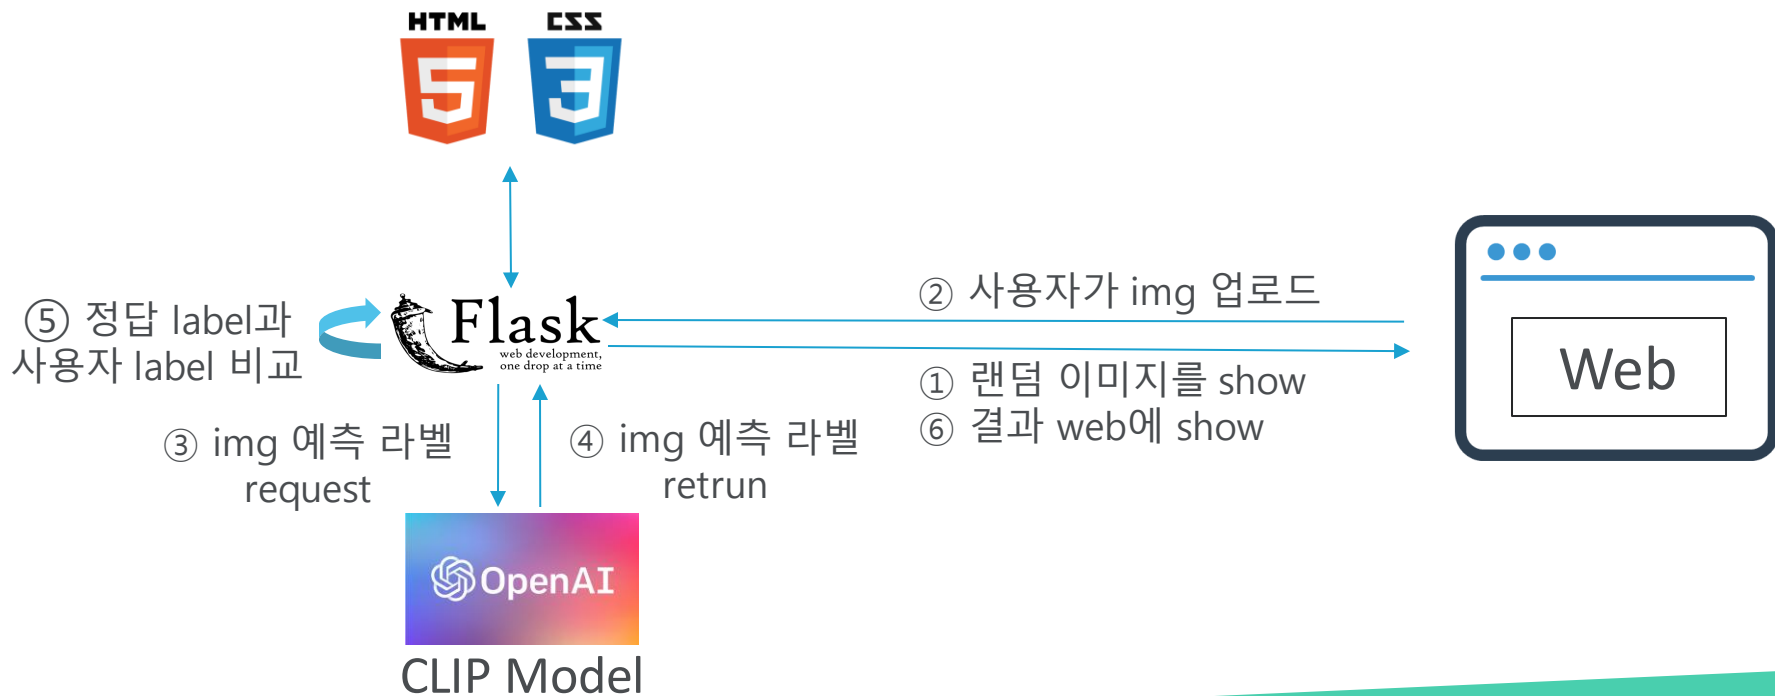 HTML
CSS
② 사용자가 img 업로드
⑤ 정답 label과
사용자 label 비교
Flask
web development,
one drop at a time
① 랜덤 이미지를 show
⑥ 결과 web에 show
Web
③ img 예측 라벨
request
④ img 예측 라벨
retrun
OpenAI
CLIP Model